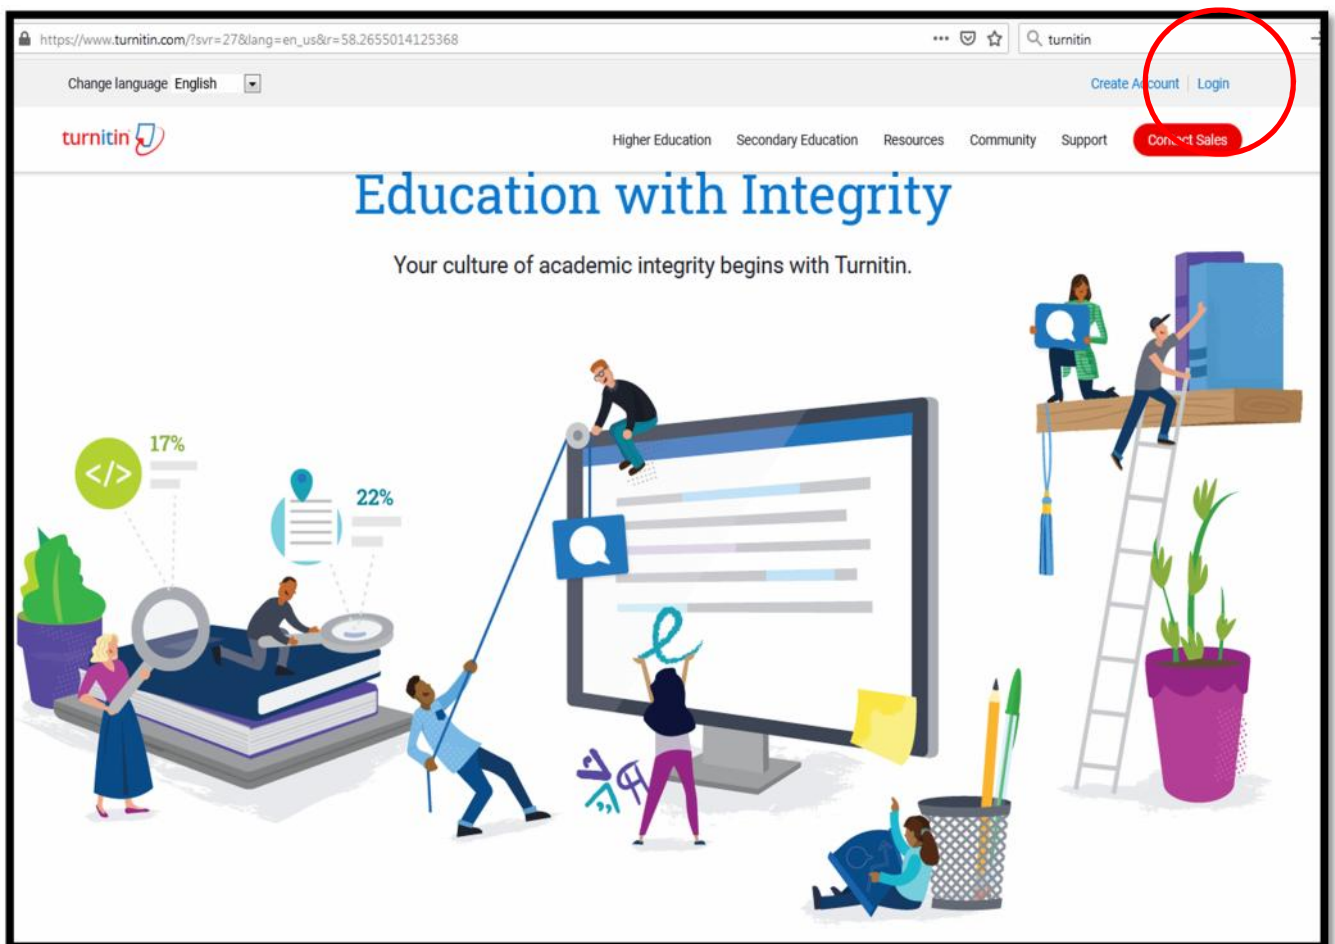 https://www.turnitin.com/?svr=27&lang=en_us&r=58.2655014125368
turnitin
Change language English
Create Account Login
turnitin
Higher Education Secondary Education Resources Community Support Contact Sales
Education with Integrity
Your culture of academic integrity begins with Turnitin.
17%
</>
22%